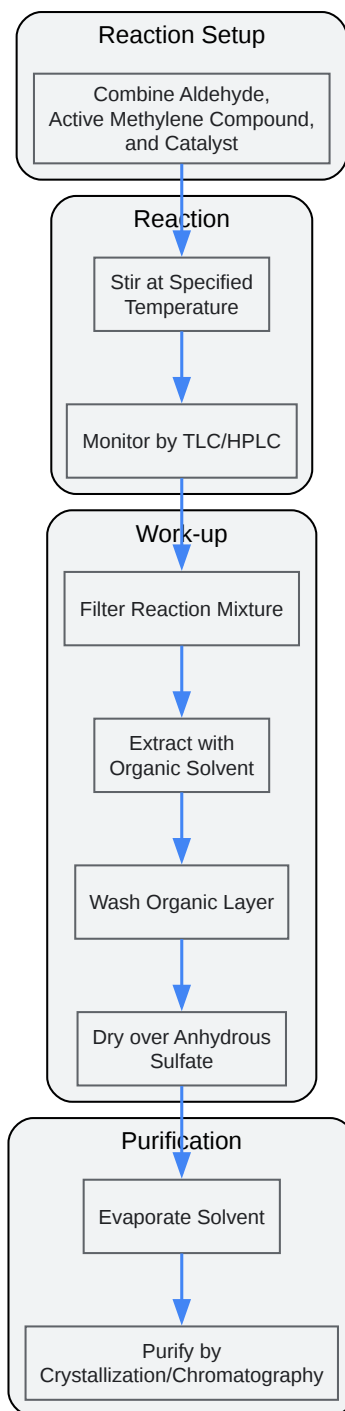 Reaction Setup
Combine Aldehyde,
Active Methylene Compound,
and Catalyst
Reaction
Stir at Specified
Temperature
Monitor by TLC/HPLC
Work-up
Filter Reaction Mixture
Extract with
Organic Solvent
Wash Organic Layer
Dry over Anhydrous
Sulfate
Purification
Evaporate Solvent
Purify by
Crystallization/Chromatography